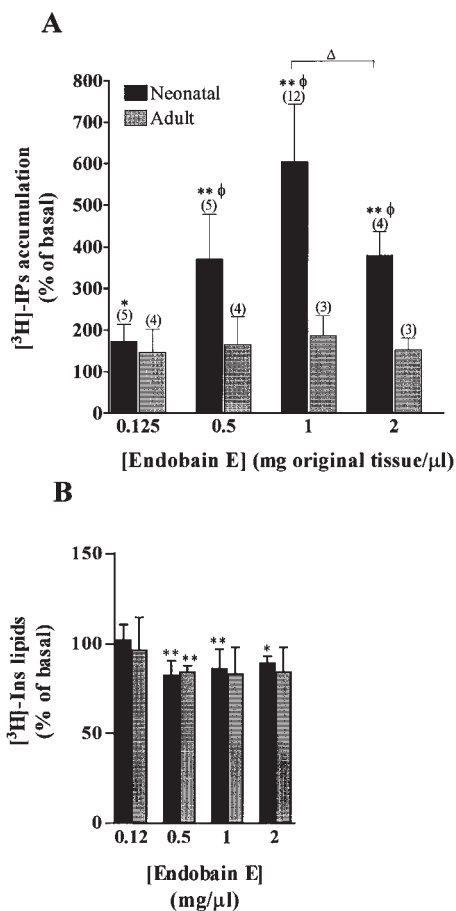 A
Δ
** ϕ
(12)
800
Neonatal
Adult
700
600
** ϕ
(5)
** ϕ
(4)
500
400
[³H]-IPs accumulation
(% of basal)
*
(5)
(4)
(4)
(3)
(3)
300
200
100
0
0.125 0.5 1 2
[Endobain E] (mg original tissue/μl)
B
150
[³H]-Ins lipids
(% of basal)
100
** ** ** *
50
0
0.12 0.5 1 2
[Endobain E]
(mg/μl)